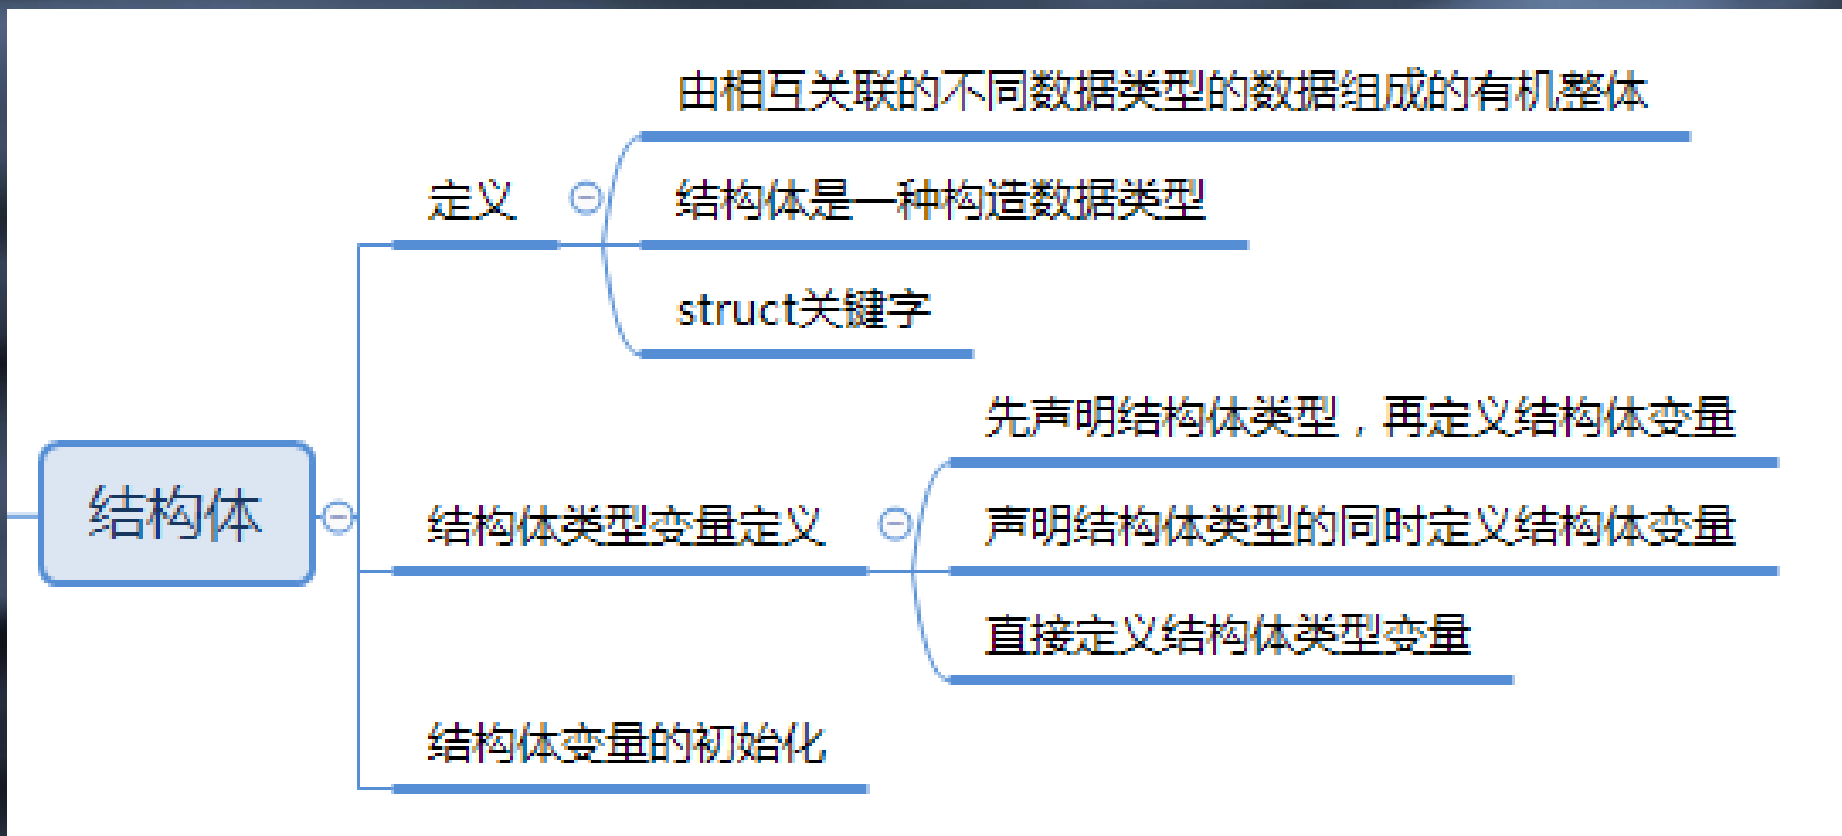 由相互关联的不同数据类型的数据组成的有机整体
定义
结构体是一种构造数据类型
struct关键字
先声明结构体类型，再定义结构体变量
结构体
结构体类型变量定义
声明结构体类型的同时定义结构体变量
直接定义结构体类型变量
结构体变量的初始化